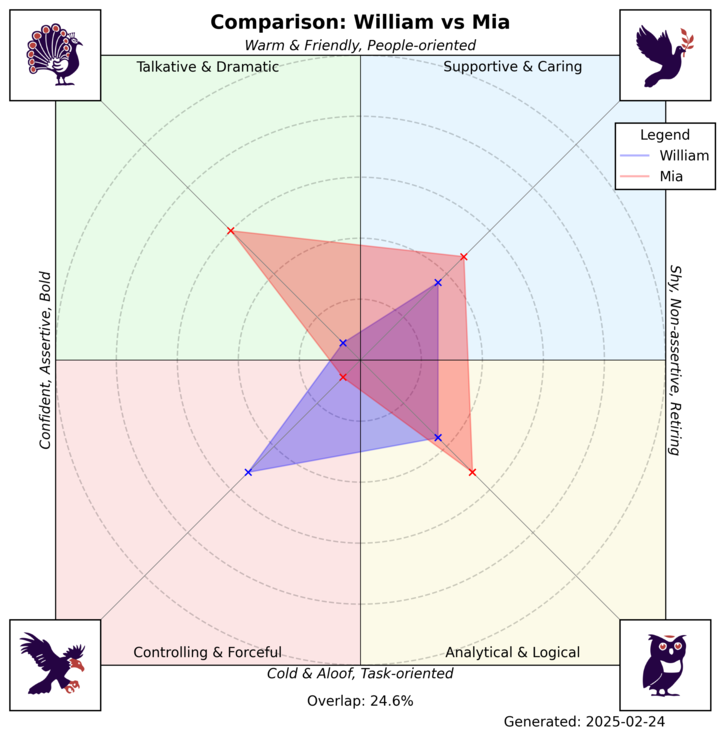 Comparison: William vs Mia
Warm & Friendly, People-oriented
Talkative & Dramatic
Supportive & Caring
Legend
William
Mia
Confident, Assertive, Bold
Shy, Non-assertive, Retiring
Controlling & Forceful
Analytical & Logical
Cold & Aloof, Task-oriented
Overlap: 24.6%
Generated: 2025-02-24